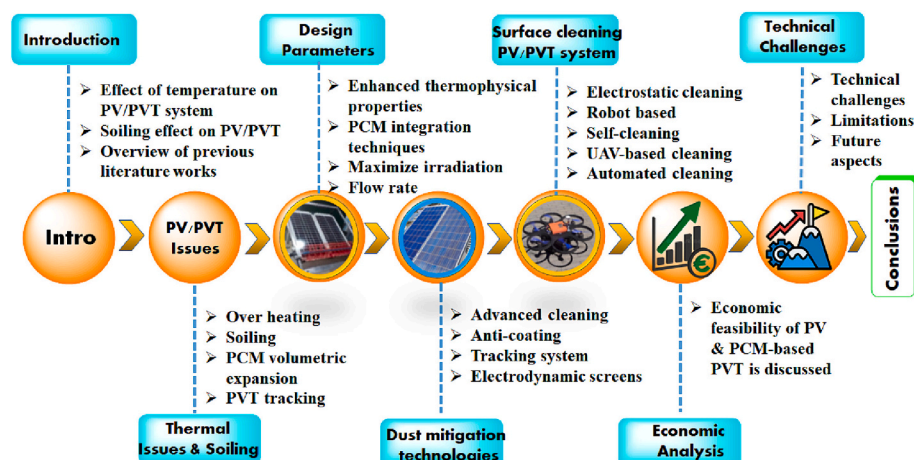 Introduction
Effect of temperature on
PV/PVT system
Soiling effect on PV/PVT
Overview of previous
literature works
Design
Parameters
Enhanced thermophysical
properties
PCM integration
techniques
Maximize irradiation
Flow rate
Surface cleaning
PV/PVT system
Electrostatic cleaning
Robot based
Self-cleaning
UAV-based cleaning
Automated cleaning
Technical
Challenges
Technical
challenges
Limitations
Future
aspects
Intro
PV/PVT
Issues
€
Conclusions
Over heating
Soiling
PCM volumetric
expansion
PVT tracking
Thermal
Issues & Soiling
Advanced cleaning
Anti-coating
Tracking system
Electrodynamic screens
Dust mitigation
technologies
Economic
feasibility of PV
& PCM-based
PVT is discussed
Economic
Analysis